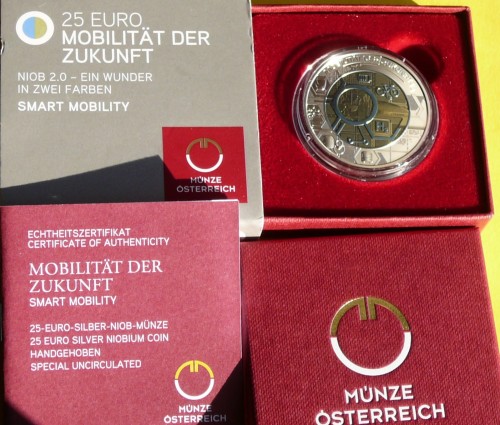 25 EURO
MOBILITÄT DER
ZUKUNFT
NIOB 2.0 – EIN WUNDER
IN ZWEI FARBEN
SMART MOBILITY
MÜNZE
ÖSTERREICH
ECHTHEITSZERTIFIKAT
CERTIFICATE OF AUTHENTICITY
MOBILITÄT DER
ZUKUNFT
SMART MOBILITY
25-EURO-SILBER-NIOB-MÜNZE
25 EURO SILVER NIOBIUM COIN
HANDGEHOBEN
SPECIAL UNCIRCULATED
MÜNZE
ÖSTERREICH
MÜNZE
ÖSTERREICH